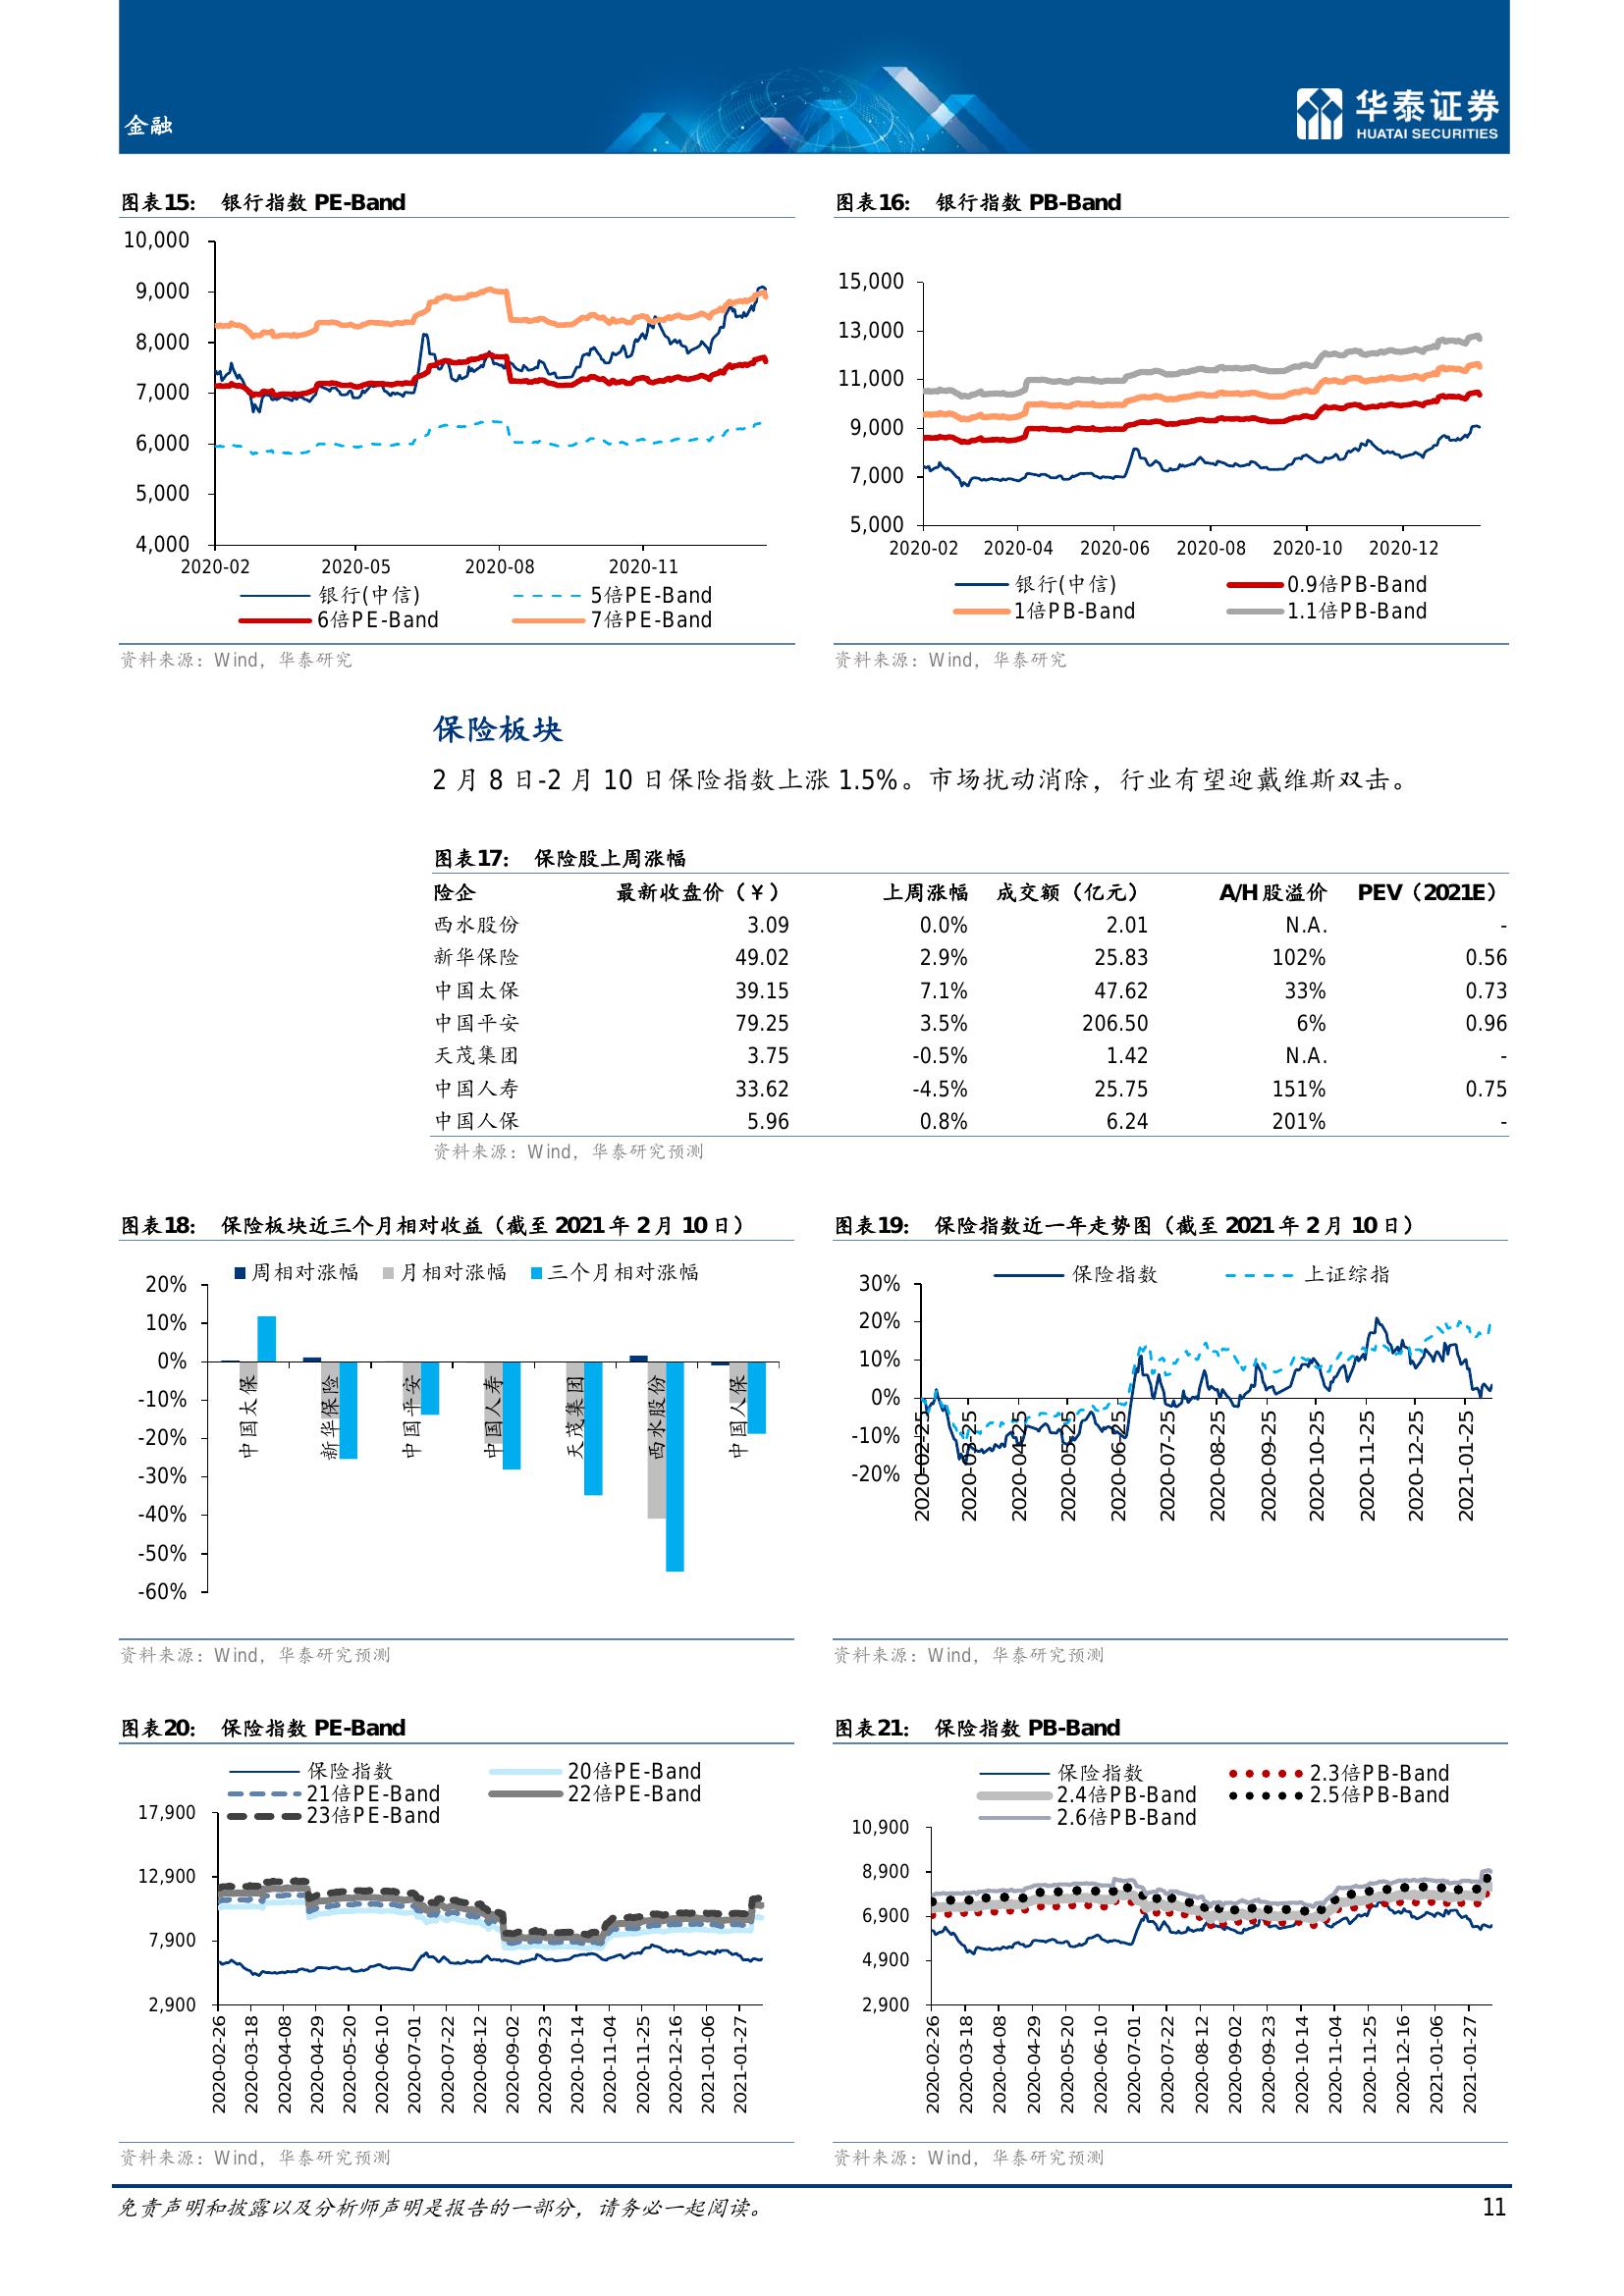 金融
华泰证券
HUATAI SECURITIES
图表15： 银行指数 PE-Band
10,000
9,000
8,000
7,000
6,000
5,000
4,000
2020-02 2020-05 2020-08 2020-11
银行(中信) 5倍PE-Band
6倍PE-Band 7倍PE-Band
资料来源：Wind，华泰研究
图表16： 银行指数 PB-Band
15,000
13,000
11,000
9,000
7,000
5,000
2020-02 2020-04 2020-06 2020-08 2020-10 2020-12
银行(中信) 0.9倍PB-Band
1倍PB-Band 1.1倍PB-Band
资料来源：Wind，华泰研究
保险板块
2 月 8 日-2 月 10 日保险指数上涨 1.5%。市场扰动消除，行业有望迎戴维斯双击。
图表17： 保险股上周涨幅
险企 最新收盘价（¥） 上周涨幅 成交额（亿元） A/H 股溢价 PEV（2021E）
西水股份 3.09 0.0% 2.01 N.A. -
新华保险 49.02 2.9% 25.83 102% 0.56
中国太保 39.15 7.1% 47.62 33% 0.73
中国平安 79.25 3.5% 206.50 6% 0.96
天茂集团 3.75 -0.5% 1.42 N.A. -
中国人寿 33.62 -4.5% 25.75 151% 0.75
中国人保 5.96 0.8% 6.24 201% -
资料来源：Wind，华泰研究预测
图表18： 保险板块近三个月相对收益（截至 2021 年 2 月 10 日）
周相对涨幅 月相对涨幅 三个月相对涨幅
20%
10%
0%
-10%
-20%
-30%
-40%
-50%
-60%
中国太保
新华保险
中国平安
中国人寿
天茂集团
西水股份
中国人保
资料来源：Wind，华泰研究预测
图表19： 保险指数近一年走势图（截至 2021 年 2 月 10 日）
保险指数 上证综指
30%
20%
10%
0%
-10%
-20%
2020-02-25
2020-03-25
2020-04-25
2020-05-25
2020-06-25
2020-07-25
2020-08-25
2020-09-25
2020-10-25
2020-11-25
2020-12-25
2021-01-25
资料来源：Wind，华泰研究预测
图表20： 保险指数 PE-Band
保险指数 20倍PE-Band
21倍PE-Band 22倍PE-Band
23倍PE-Band
17,900
12,900
7,900
2,900
2020-02-26
2020-03-18
2020-04-08
2020-04-29
2020-05-20
2020-06-10
2020-07-01
2020-07-22
2020-08-12
2020-09-02
2020-09-23
2020-10-14
2020-11-04
2020-11-25
2020-12-16
2021-01-06
2021-01-27
资料来源：Wind，华泰研究预测
图表21： 保险指数 PB-Band
保险指数 2.3倍PB-Band
2.4倍PB-Band 2.5倍PB-Band
2.6倍PB-Band
10,900
8,900
6,900
4,900
2,900
2020-02-26
2020-03-18
2020-04-08
2020-04-29
2020-05-20
2020-06-10
2020-07-01
2020-07-22
2020-08-12
2020-09-02
2020-09-23
2020-10-14
2020-11-04
2020-11-25
2020-12-16
2021-01-06
2021-01-27
资料来源：Wind，华泰研究预测
免责声明和披露以及分析师声明是报告的一部分，请务必一起阅读。 11